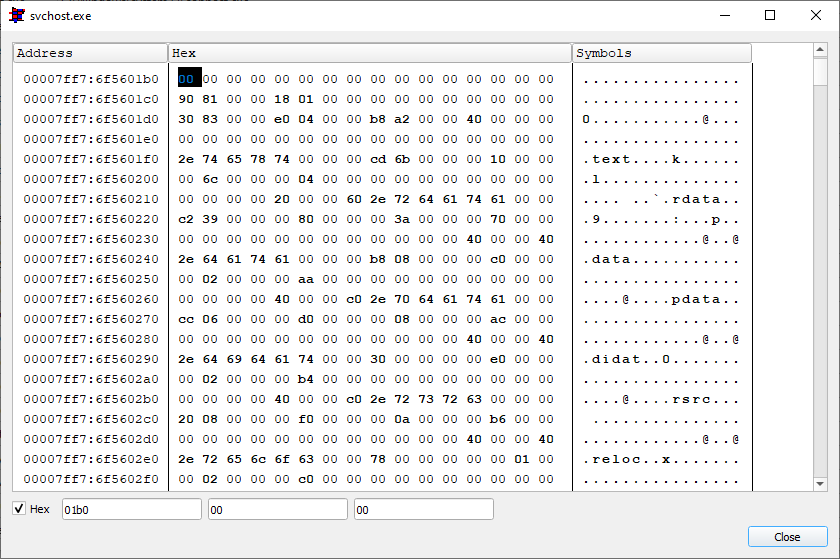 svchost.exe
Address Hex Symbols
00007ff7:6f5601b0 00 00 00 00 00 00 00 00 00 00 00 00 00 00 00 00 ................
00007ff7:6f5601c0 90 81 00 00 18 01 00 00 00 00 00 00 00 00 00 00 ................
00007ff7:6f5601d0 30 83 00 00 e0 04 00 00 b8 a2 00 00 40 00 00 00 0...........@...
00007ff7:6f5601e0 00 00 00 00 00 00 00 00 00 00 00 00 00 00 00 00 ................
00007ff7:6f5601f0 2e 74 65 78 74 00 00 00 cd 6b 00 00 00 10 00 00 .text....k......
00007ff7:6f560200 00 6c 00 00 00 04 00 00 00 00 00 00 00 00 00 00 .l..............
00007ff7:6f560210 00 00 00 00 20 00 00 60 2e 72 64 61 74 61 00 00 .... ..`.rdata..
00007ff7:6f560220 c2 39 00 00 00 80 00 00 00 3a 00 00 00 70 00 00 .9.......:...p..
00007ff7:6f560230 00 00 00 00 00 00 00 00 00 00 00 00 40 00 00 40 ............@..@
00007ff7:6f560240 2e 64 61 74 61 00 00 00 b8 08 00 00 00 c0 00 00 .data...........
00007ff7:6f560250 00 02 00 00 00 aa 00 00 00 00 00 00 00 00 00 00 ................
00007ff7:6f560260 00 00 00 00 40 00 00 c0 2e 70 64 61 74 61 00 00 ....@....pdata..
00007ff7:6f560270 cc 06 00 00 00 d0 00 00 00 08 00 00 00 ac 00 00 ................
00007ff7:6f560280 00 00 00 00 00 00 00 00 00 00 00 00 40 00 00 40 ............@..@
00007ff7:6f560290 2e 64 69 64 61 74 00 00 30 00 00 00 00 e0 00 00 .didat..0.......
00007ff7:6f5602a0 00 02 00 00 00 b4 00 00 00 00 00 00 00 00 00 00 ................
00007ff7:6f5602b0 00 00 00 00 40 00 00 c0 2e 72 73 72 63 00 00 00 ....@....rsrc...
00007ff7:6f5602c0 20 08 00 00 00 f0 00 00 00 0a 00 00 00 b6 00 00  ...............
00007ff7:6f5602d0 00 00 00 00 00 00 00 00 00 00 00 00 40 00 00 40 ............@..@
00007ff7:6f5602e0 2e 72 65 6c 6f 63 00 00 78 00 00 00 00 00 01 00 .reloc..x.......
00007ff7:6f5602f0 00 02 00 00 00 c0 00 00 00 00 00 00 00 00 00 00 ................
Hex 01b0 00 00
Close